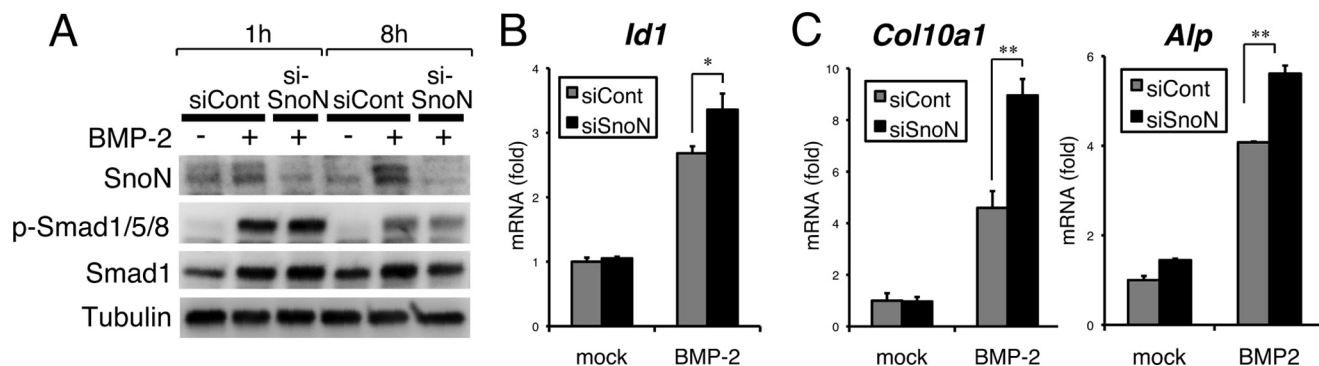 A
1h 8h
siCont si-SnoN siCont si-SnoN
BMP-2 - + + - + +
SnoN
p-Smad1/5/8
Smad1
Tubulin
B
Id1
mRNA (fold)
4
3
2
1
0
siCont
siSnoN
*
mock BMP-2
C
Col10a1
mRNA (fold)
10
8
6
4
2
0
siCont
siSnoN
**
mock BMP-2
Alp
mRNA (fold)
6
4
2
0
siCont
siSnoN
**
mock BMP2